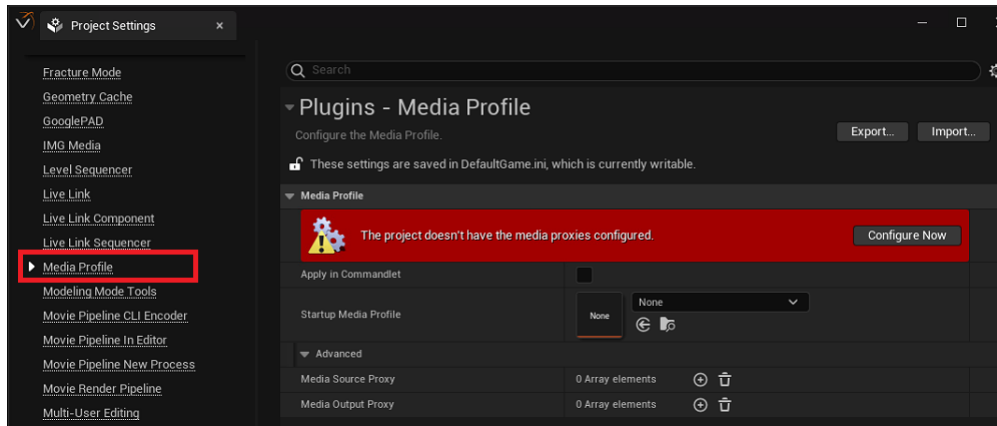 Project Settings
Fracture Mode
Geometry Cache
GooglePAD
IMG Media
Level Sequencer
Live Link
Live Link Component
Live Link Sequencer
Media Profile
Modeling Mode Tools
Movie Pipeline CLI Encoder
Movie Pipeline In Editor
Movie Pipeline New Process
Movie Render Pipeline
Multi-User Editing
Search
Plugins - Media Profile
Configure the Media Profile.
Export...
Import...
These settings are saved in DefaultGame.ini, which is currently writable.
Media Profile
The project doesn't have the media proxies configured.
Configure Now
Apply in Commandlet
Startup Media Profile
None
None
Advanced
Media Source Proxy
0 Array elements
Media Output Proxy
0 Array elements